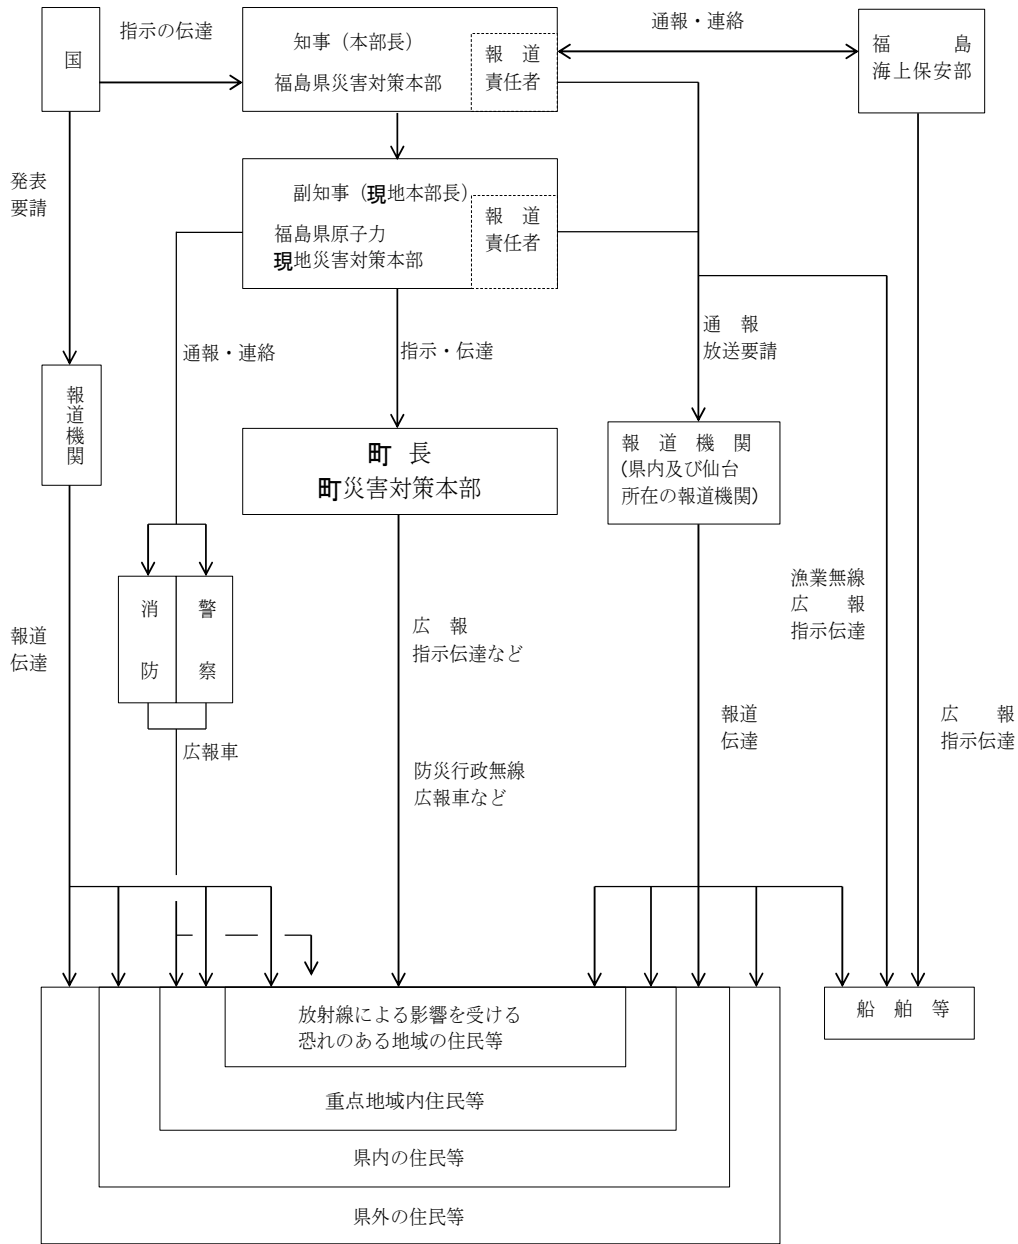 国
指示の伝達
知事（本部長）
福島県災害対策本部
報　道
責任者
通報・連絡
福　　　島
海上保安部
発表
要請
副知事（現地本部長）
福島県原子力
現地災害対策本部
報　道
責任者
通報・連絡
指示・伝達
通　報
放送要請
報道機関
町　長
町災害対策本部
報　道　機　関
(県内及び仙台
所在の報道機関)
消防
警察
漁業無線
広　　報
指示伝達
報道
伝達
広　報
指示伝達など
報道
伝達
広　　報
指示伝達
広報車
防災行政無線
広報車など
放射線による影響を受ける
恐れのある地域の住民等
船　舶　等
重点地域内住民等
県内の住民等
県外の住民等